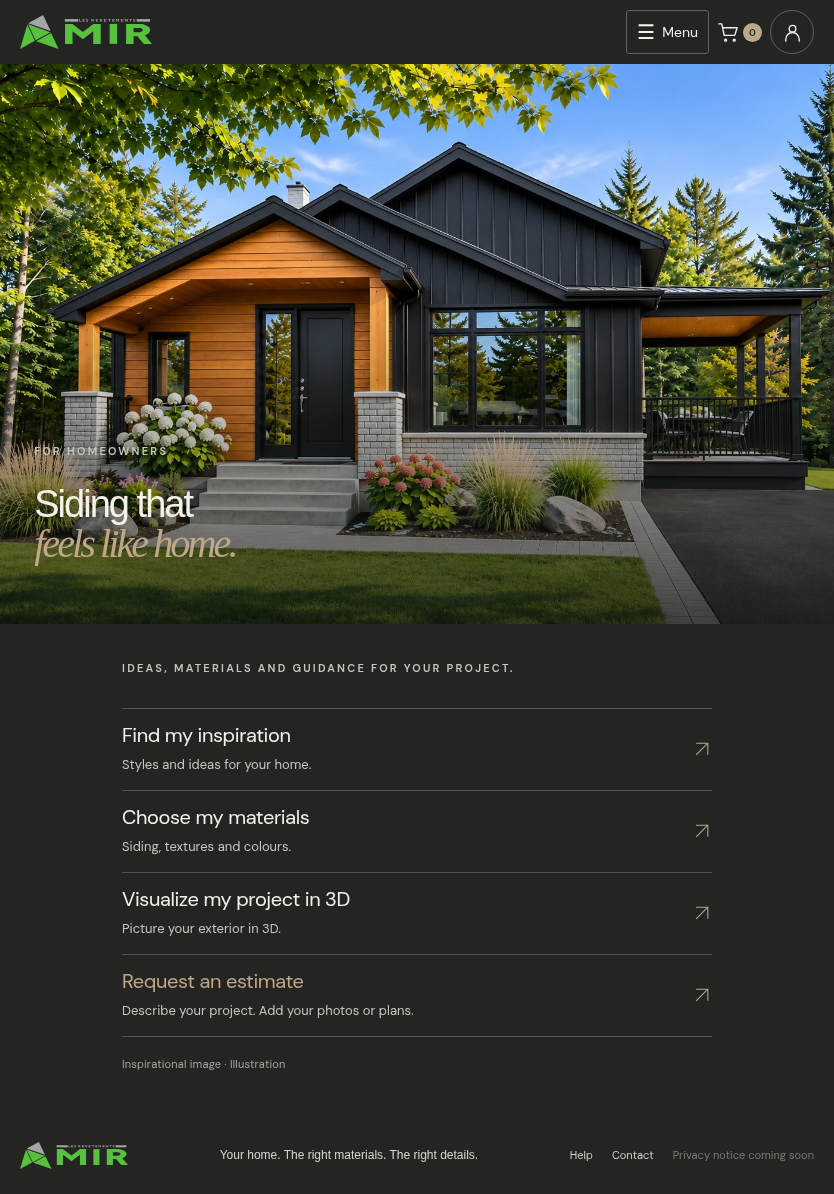 LES REVÊTEMENTS
MIR
Menu
0
FOR HOMEOWNERS
Siding that
feels like home.
IDEAS, MATERIALS AND GUIDANCE FOR YOUR PROJECT.
Find my inspiration
Styles and ideas for your home.
Choose my materials
Siding, textures and colours.
Visualize my project in 3D
Picture your exterior in 3D.
Request an estimate
Describe your project. Add your photos or plans.
Inspirational image · Illustration
LES REVÊTEMENTS
MIR
Your home. The right materials. The right details.
Help
Contact
Privacy notice coming soon